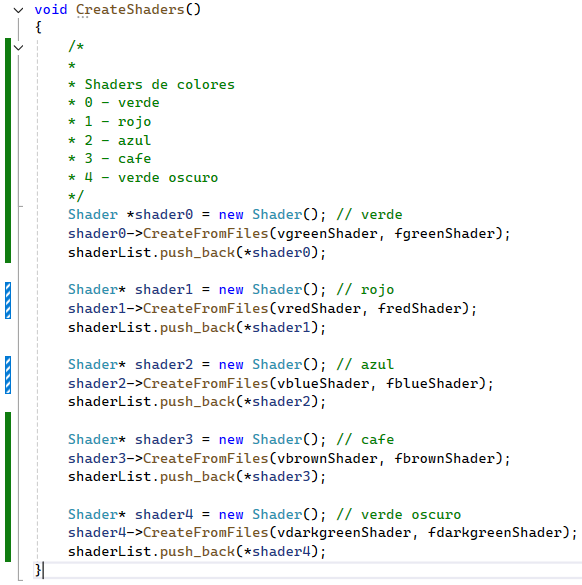 void CreateShaders()
{
    /*
    *
    * Shaders de colores
    * 0 - verde
    * 1 - rojo
    * 2 - azul
    * 3 - cafe
    * 4 - verde oscuro
    */
    Shader *shader0 = new Shader(); // verde
    shader0->CreateFromFiles(vgreenShader, fgreenShader);
    shaderList.push_back(*shader0);

    Shader* shader1 = new Shader(); // rojo
    shader1->CreateFromFiles(vredShader, fredShader);
    shaderList.push_back(*shader1);

    Shader* shader2 = new Shader(); // azul
    shader2->CreateFromFiles(vblueShader, fblueShader);
    shaderList.push_back(*shader2);

    Shader* shader3 = new Shader(); // cafe
    shader3->CreateFromFiles(vbrownShader, fbrownShader);
    shaderList.push_back(*shader3);

    Shader* shader4 = new Shader(); // verde oscuro
    shader4->CreateFromFiles(vdarkgreenShader, fdarkgreenShader);
    shaderList.push_back(*shader4);
}